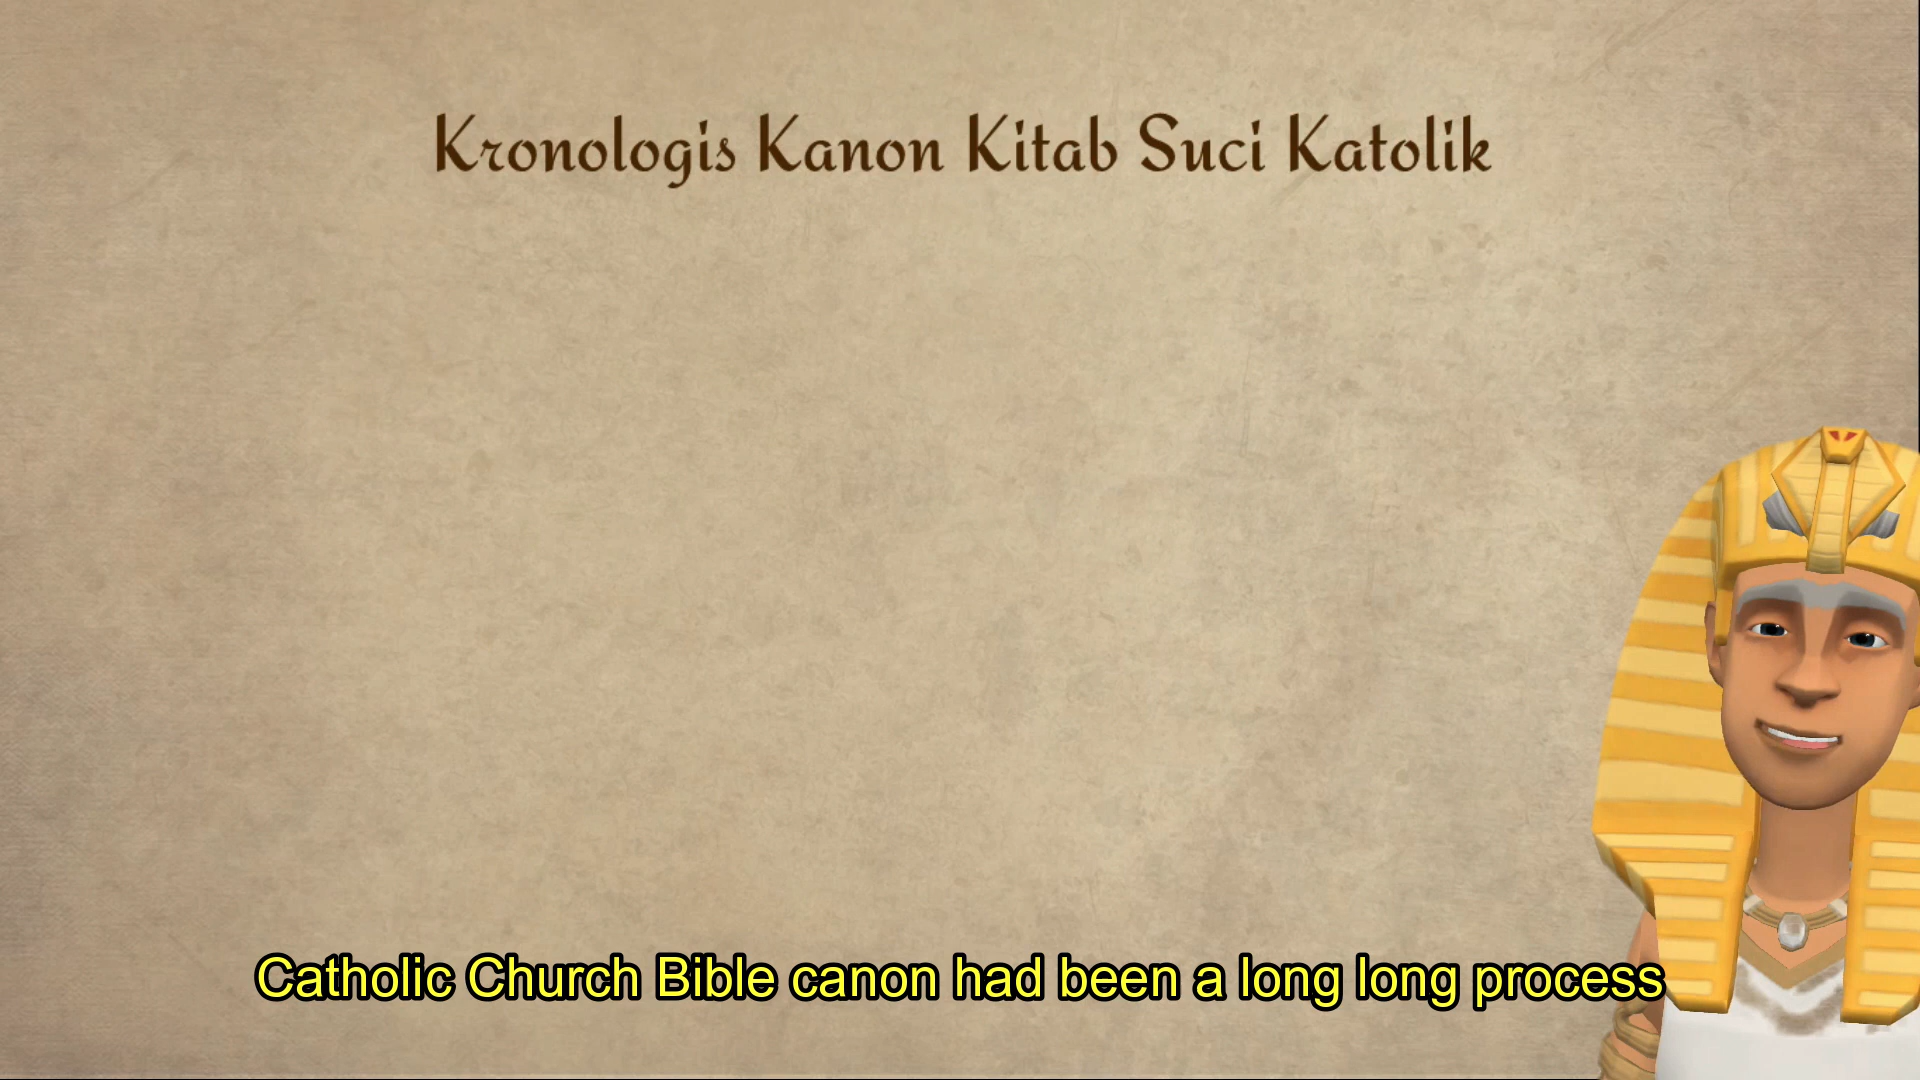 Kronologis Kanon Kitab Suci Katolik
Catholic Church Bible canon had been a long long process